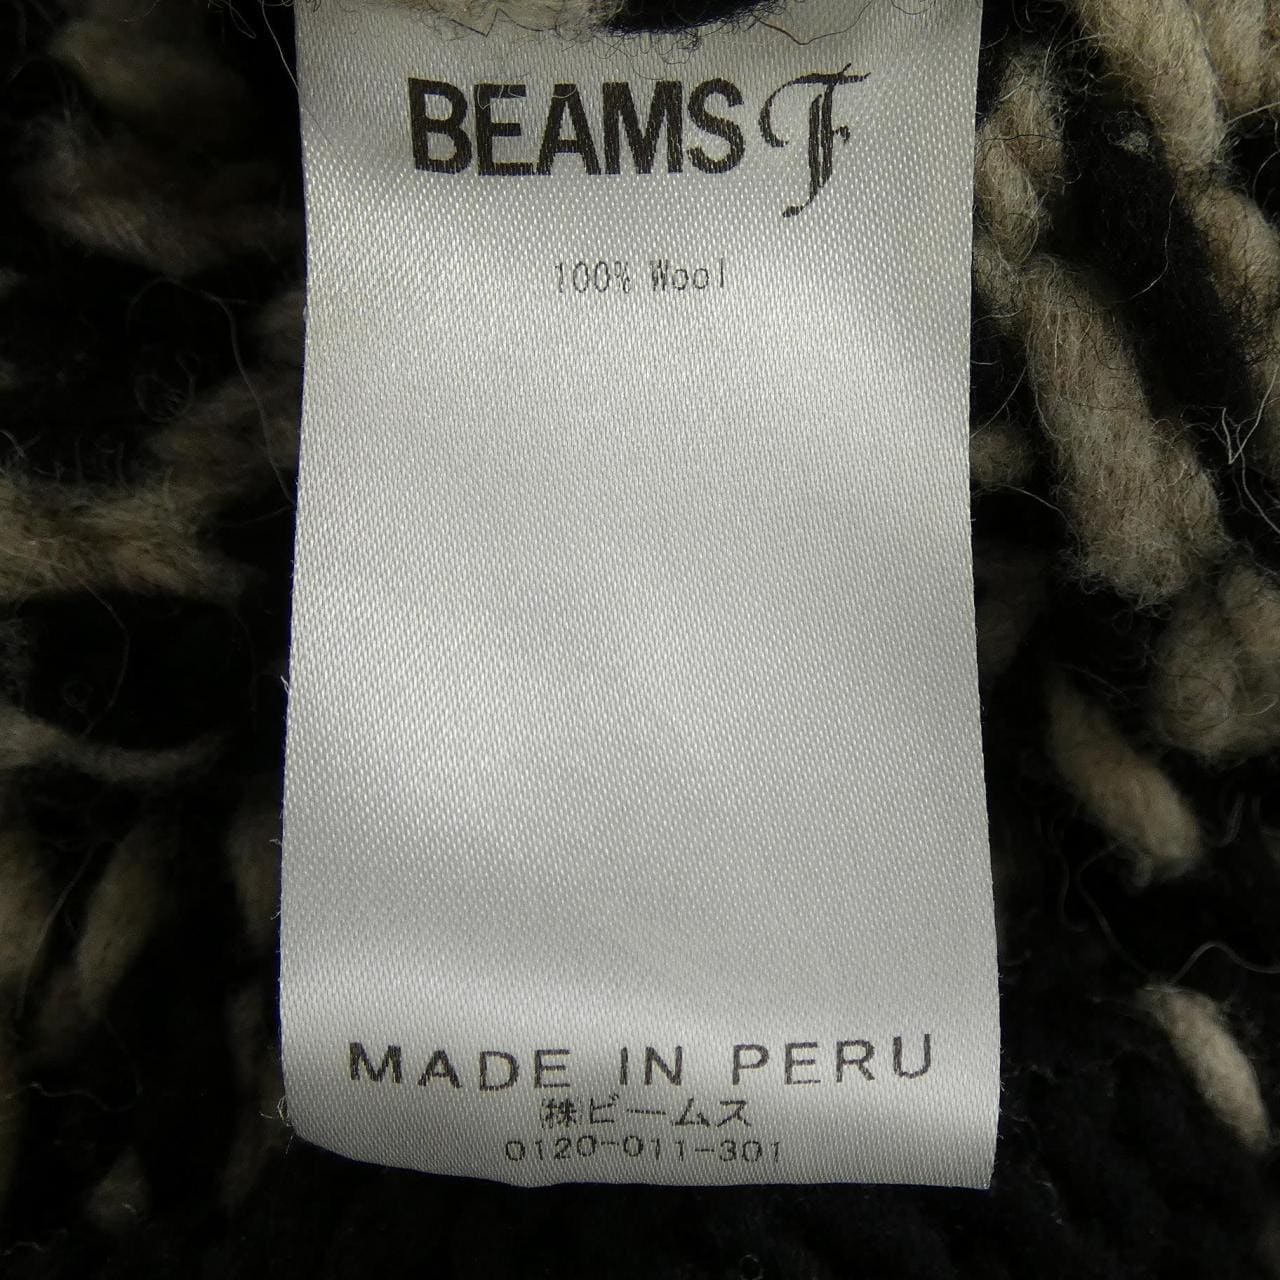 BEAMS F
100% Wool
MADE IN PERU
㈱ビームス
0120-011-301